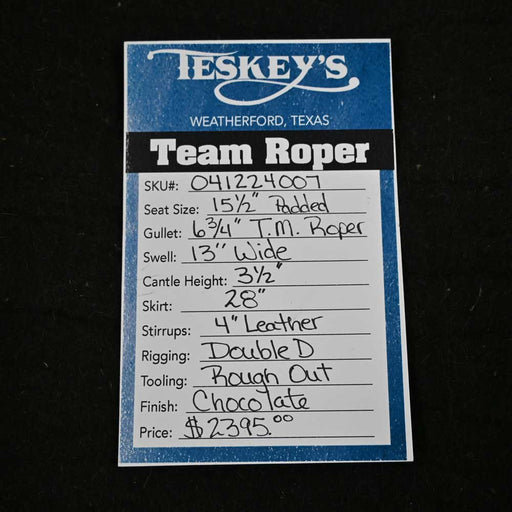 TESKEY'S
WEATHERFORD, TEXAS
Team Roper
SKU#: 041224007
Seat Size: 15½" Padded
Gullet: 6¾" T.M. Roper
Swell: 13" Wide
Cantle Height: 3½"
Skirt: 28"
Stirrups: 4" Leather
Rigging: Double D
Tooling: Rough Out
Finish: Chocolate
Price: $2395.00